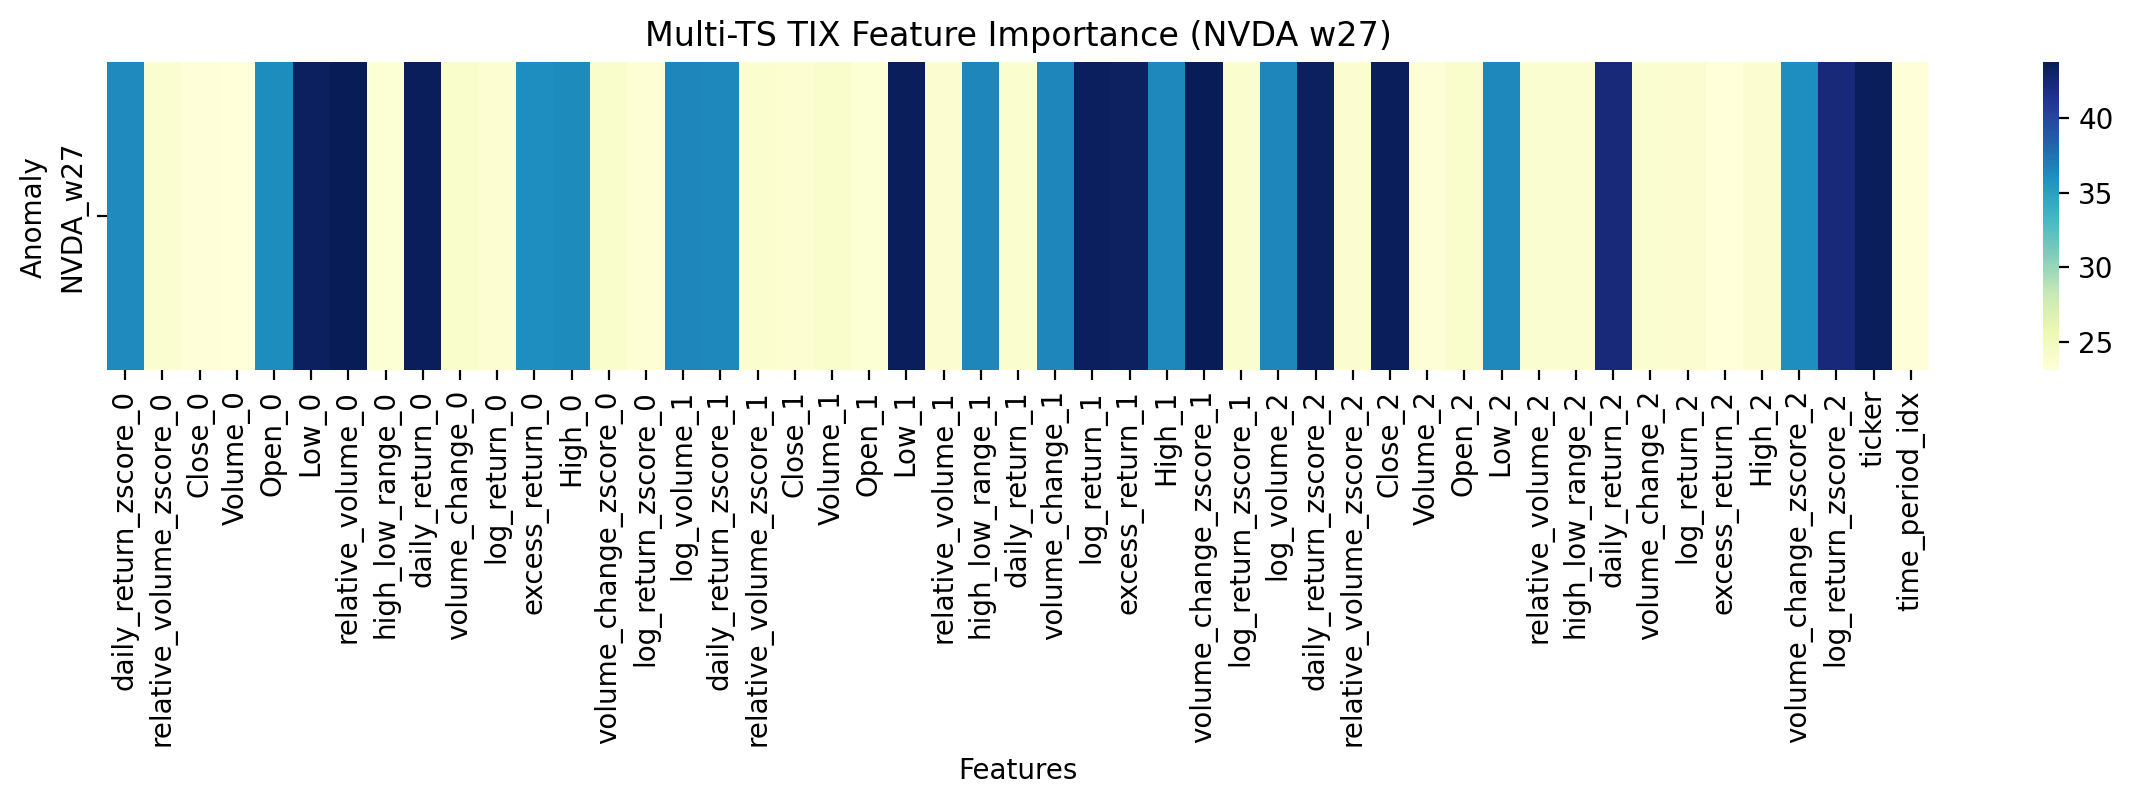 Multi-TS TIX Feature Importance (NVDA w27)
Anomaly
NVDA_w27
40
35
30
25
daily_return_zscore_0
relative_volume_zscore_0
Close_0
Volume_0
Open_0
Low_0
relative_volume_0
high_low_range_0
daily_return_0
volume_change_0
log_return_0
excess_return_0
High_0
volume_change_zscore_0
log_return_zscore_0
log_volume_1
daily_return_zscore_1
relative_volume_zscore_1
Close_1
Volume_1
Open_1
Low_1
relative_volume_1
high_low_range_1
daily_return_1
volume_change_1
log_return_1
excess_return_1
High_1
volume_change_zscore_1
log_return_zscore_1
log_volume_2
daily_return_zscore_2
relative_volume_zscore_2
Close_2
Volume_2
Open_2
Low_2
relative_volume_2
high_low_range_2
daily_return_2
volume_change_2
log_return_2
excess_return_2
High_2
volume_change_zscore_2
log_return_zscore_2
ticker
time_period_idx
Features